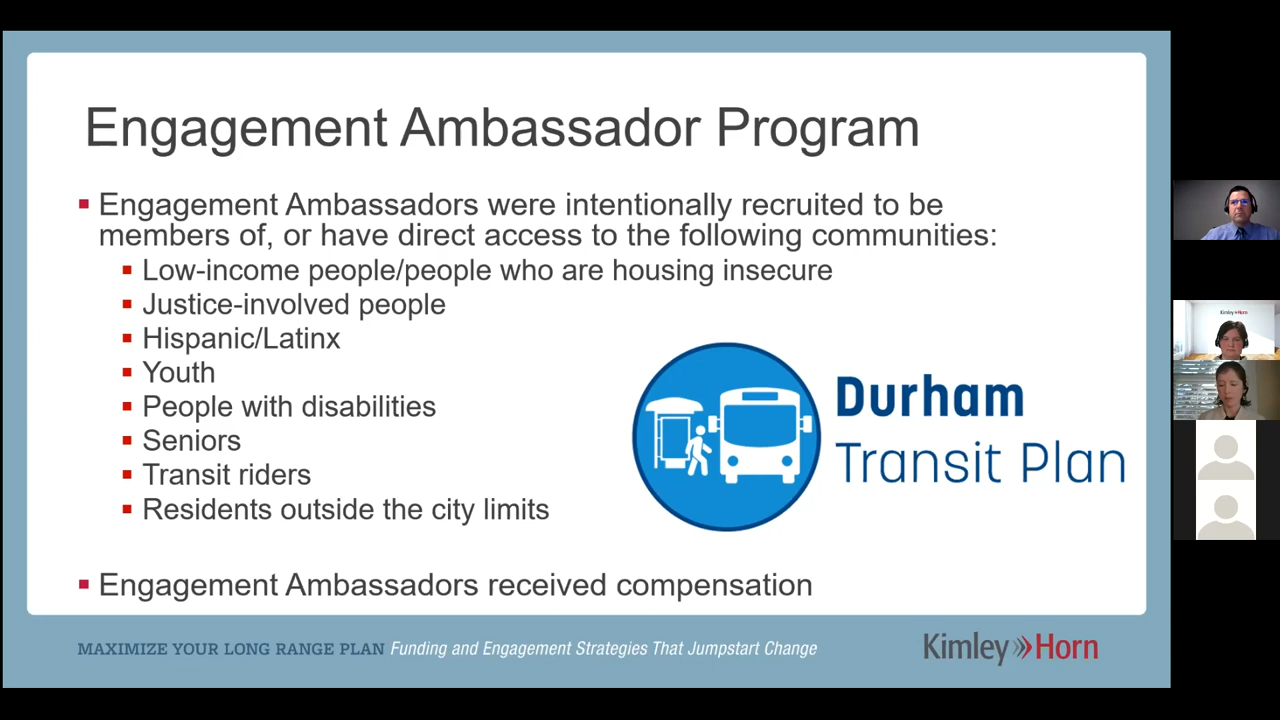 Engagement Ambassador Program
Engagement Ambassadors were intentionally recruited to be
members of, or have direct access to the following communities:
Low-income people/people who are housing insecure
Justice-involved people
Hispanic/Latinx
Youth
People with disabilities
Seniors
Transit riders
Residents outside the city limits
Durham
Transit Plan
Engagement Ambassadors received compensation
MAXIMIZE YOUR LONG RANGE PLAN Funding and Engagement Strategies That Jumpstart Change
Kimley Horn
Kimley Horn